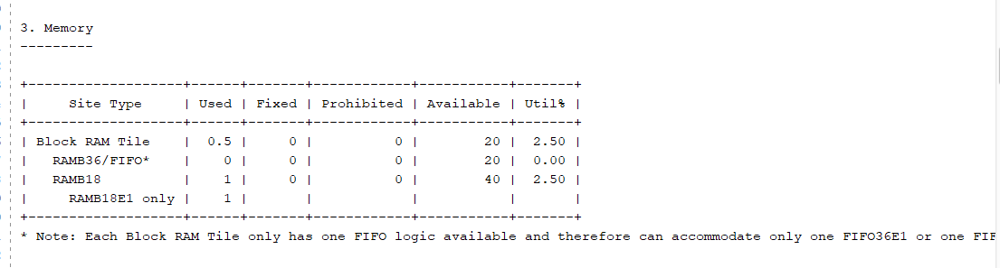 3. Memory
---------
+-------------------+------+-------+------------+-----------+-------+
|     Site Type     | Used | Fixed | Prohibited | Available | Util% |
+-------------------+------+-------+------------+-----------+-------+
| Block RAM Tile    |  0.5 |     0 |          0 |        20 |  2.50 |
|   RAMB36/FIFO*    |    0 |     0 |          0 |        20 |  0.00 |
|   RAMB18          |    1 |     0 |          0 |        40 |  2.50 |
|     RAMB18E1 only |    1 |       |            |           |       |
+-------------------+------+-------+------------+-----------+-------+
* Note: Each Block RAM Tile only has one FIFO logic available and therefore can accommodate only one FIFO36E1 or one FIF